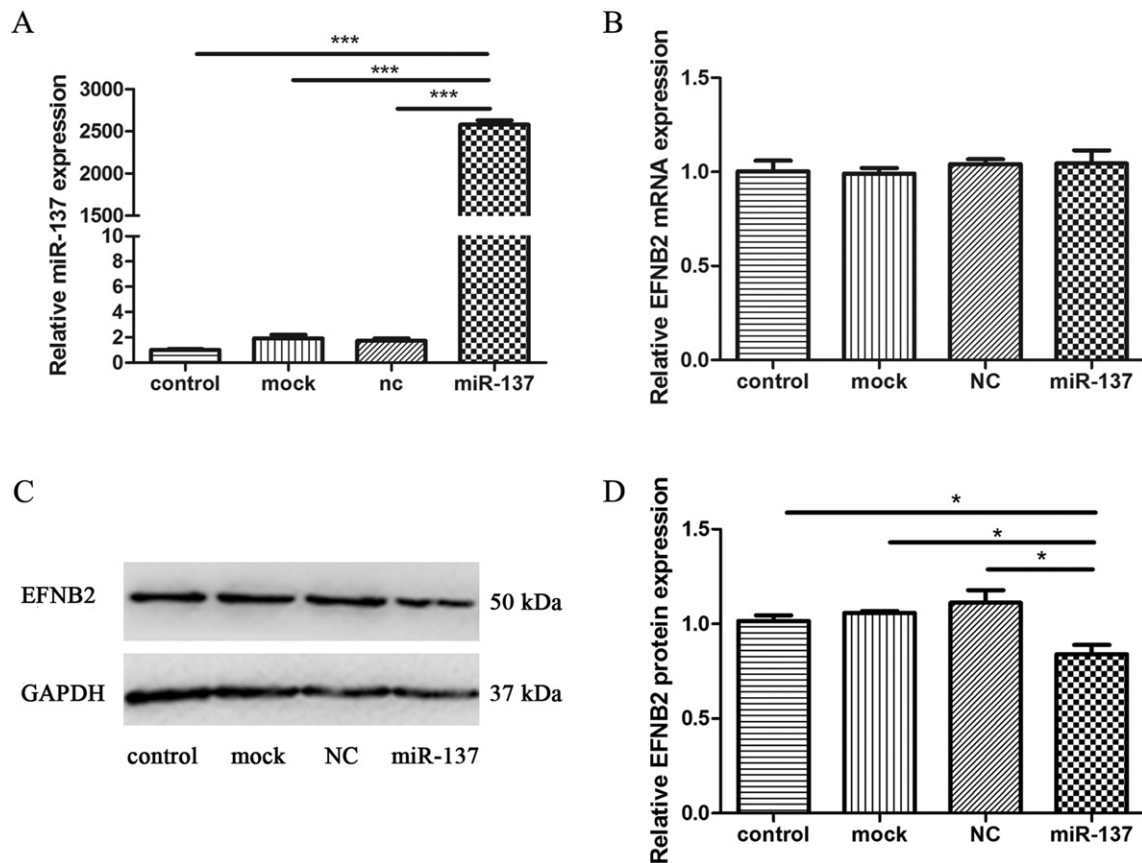 A
Relative miR-137 expression
3000
2500
2000
1500
10
8
6
4
2
0
***
***
***
control mock nc miR-137
B
Relative EFNB2 mRNA expression
1.5
1.0
0.5
0.0
control mock NC miR-137
C
EFNB2 50 kDa
GAPDH 37 kDa
control mock NC miR-137
D
Relative EFNB2 protein expression
1.5
1.0
0.5
0.0
*
*
*
control mock NC miR-137